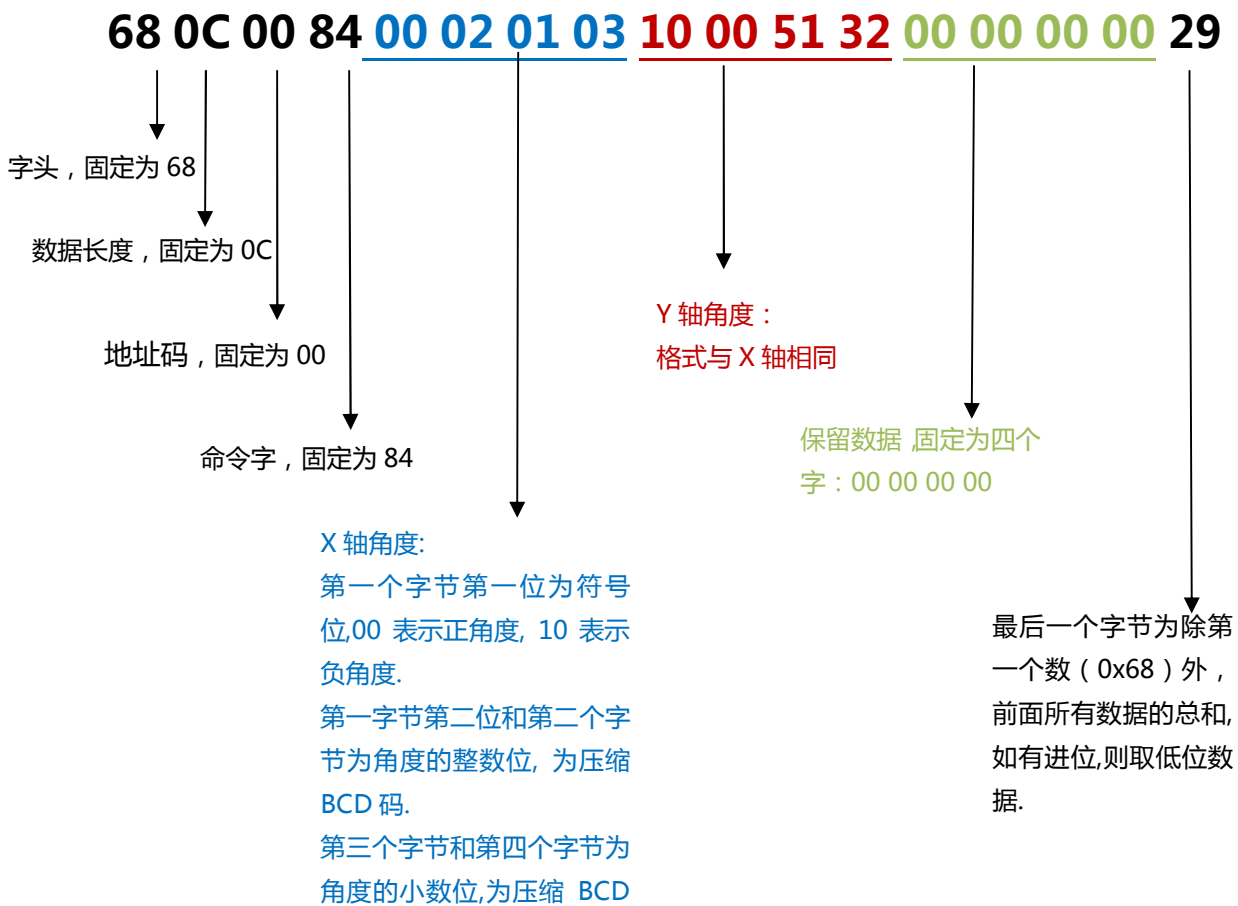 68 0C 00 84 00 02 01 03 10 00 51 32 00 00 00 00 29
字头，固定为 68
数据长度，固定为 0C
地址码，固定为 00
命令字，固定为 84
X 轴角度:
第一个字节第一位为符号
位,00 表示正角度, 10 表示
负角度.
第一字节第二位和第二个字
节为角度的整数位, 为压缩
BCD 码.
第三个字节和第四个字节为
角度的小数位,为压缩 BCD
Y 轴角度：
格式与 X 轴相同
保留数据 ,固定为四个
字：00 00 00 00
最后一个字节为除第
一个数（0x68）外，
前面所有数据的总和,
如有进位,则取低位数
据.